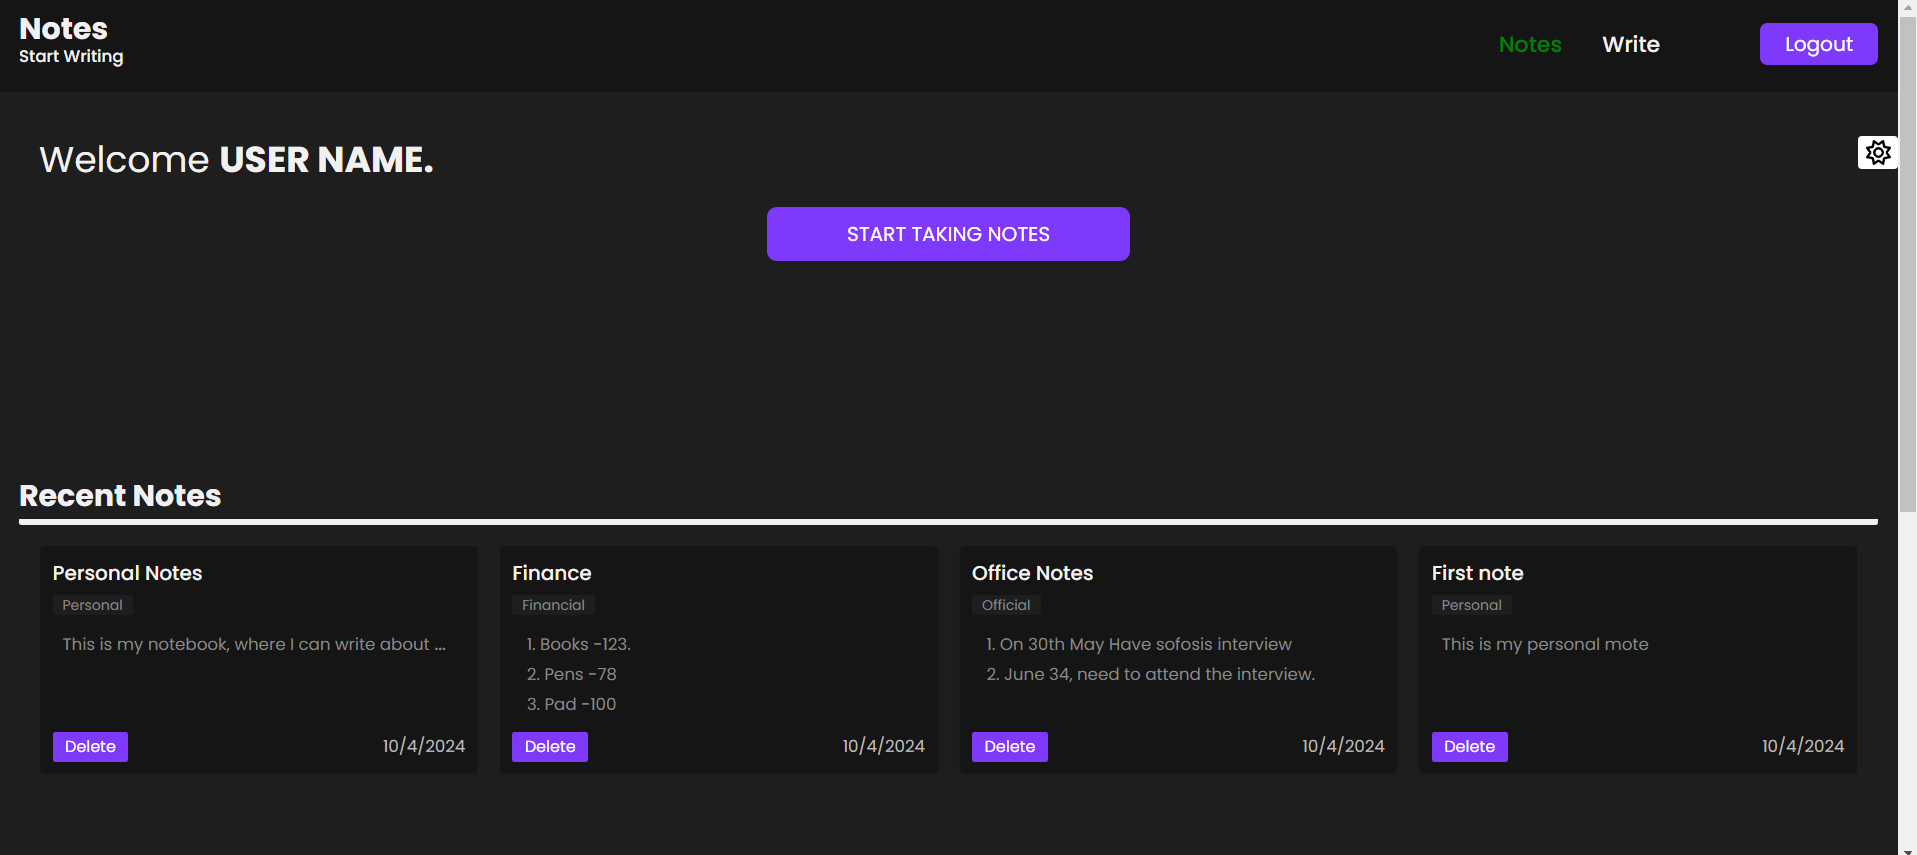 Notes
Start Writing
Notes
Write
Logout
Welcome USER NAME.
START TAKING NOTES
Recent Notes
Personal Notes
Personal
This is my notebook, where I can write about ...
Delete
10/4/2024
Finance
Financial
1. Books -123.
2. Pens -78
3. Pad -100
Delete
10/4/2024
Office Notes
Official
1. On 30th May Have sofosis interview
2. June 34, need to attend the interview.
Delete
10/4/2024
First note
Personal
This is my personal mote
Delete
10/4/2024